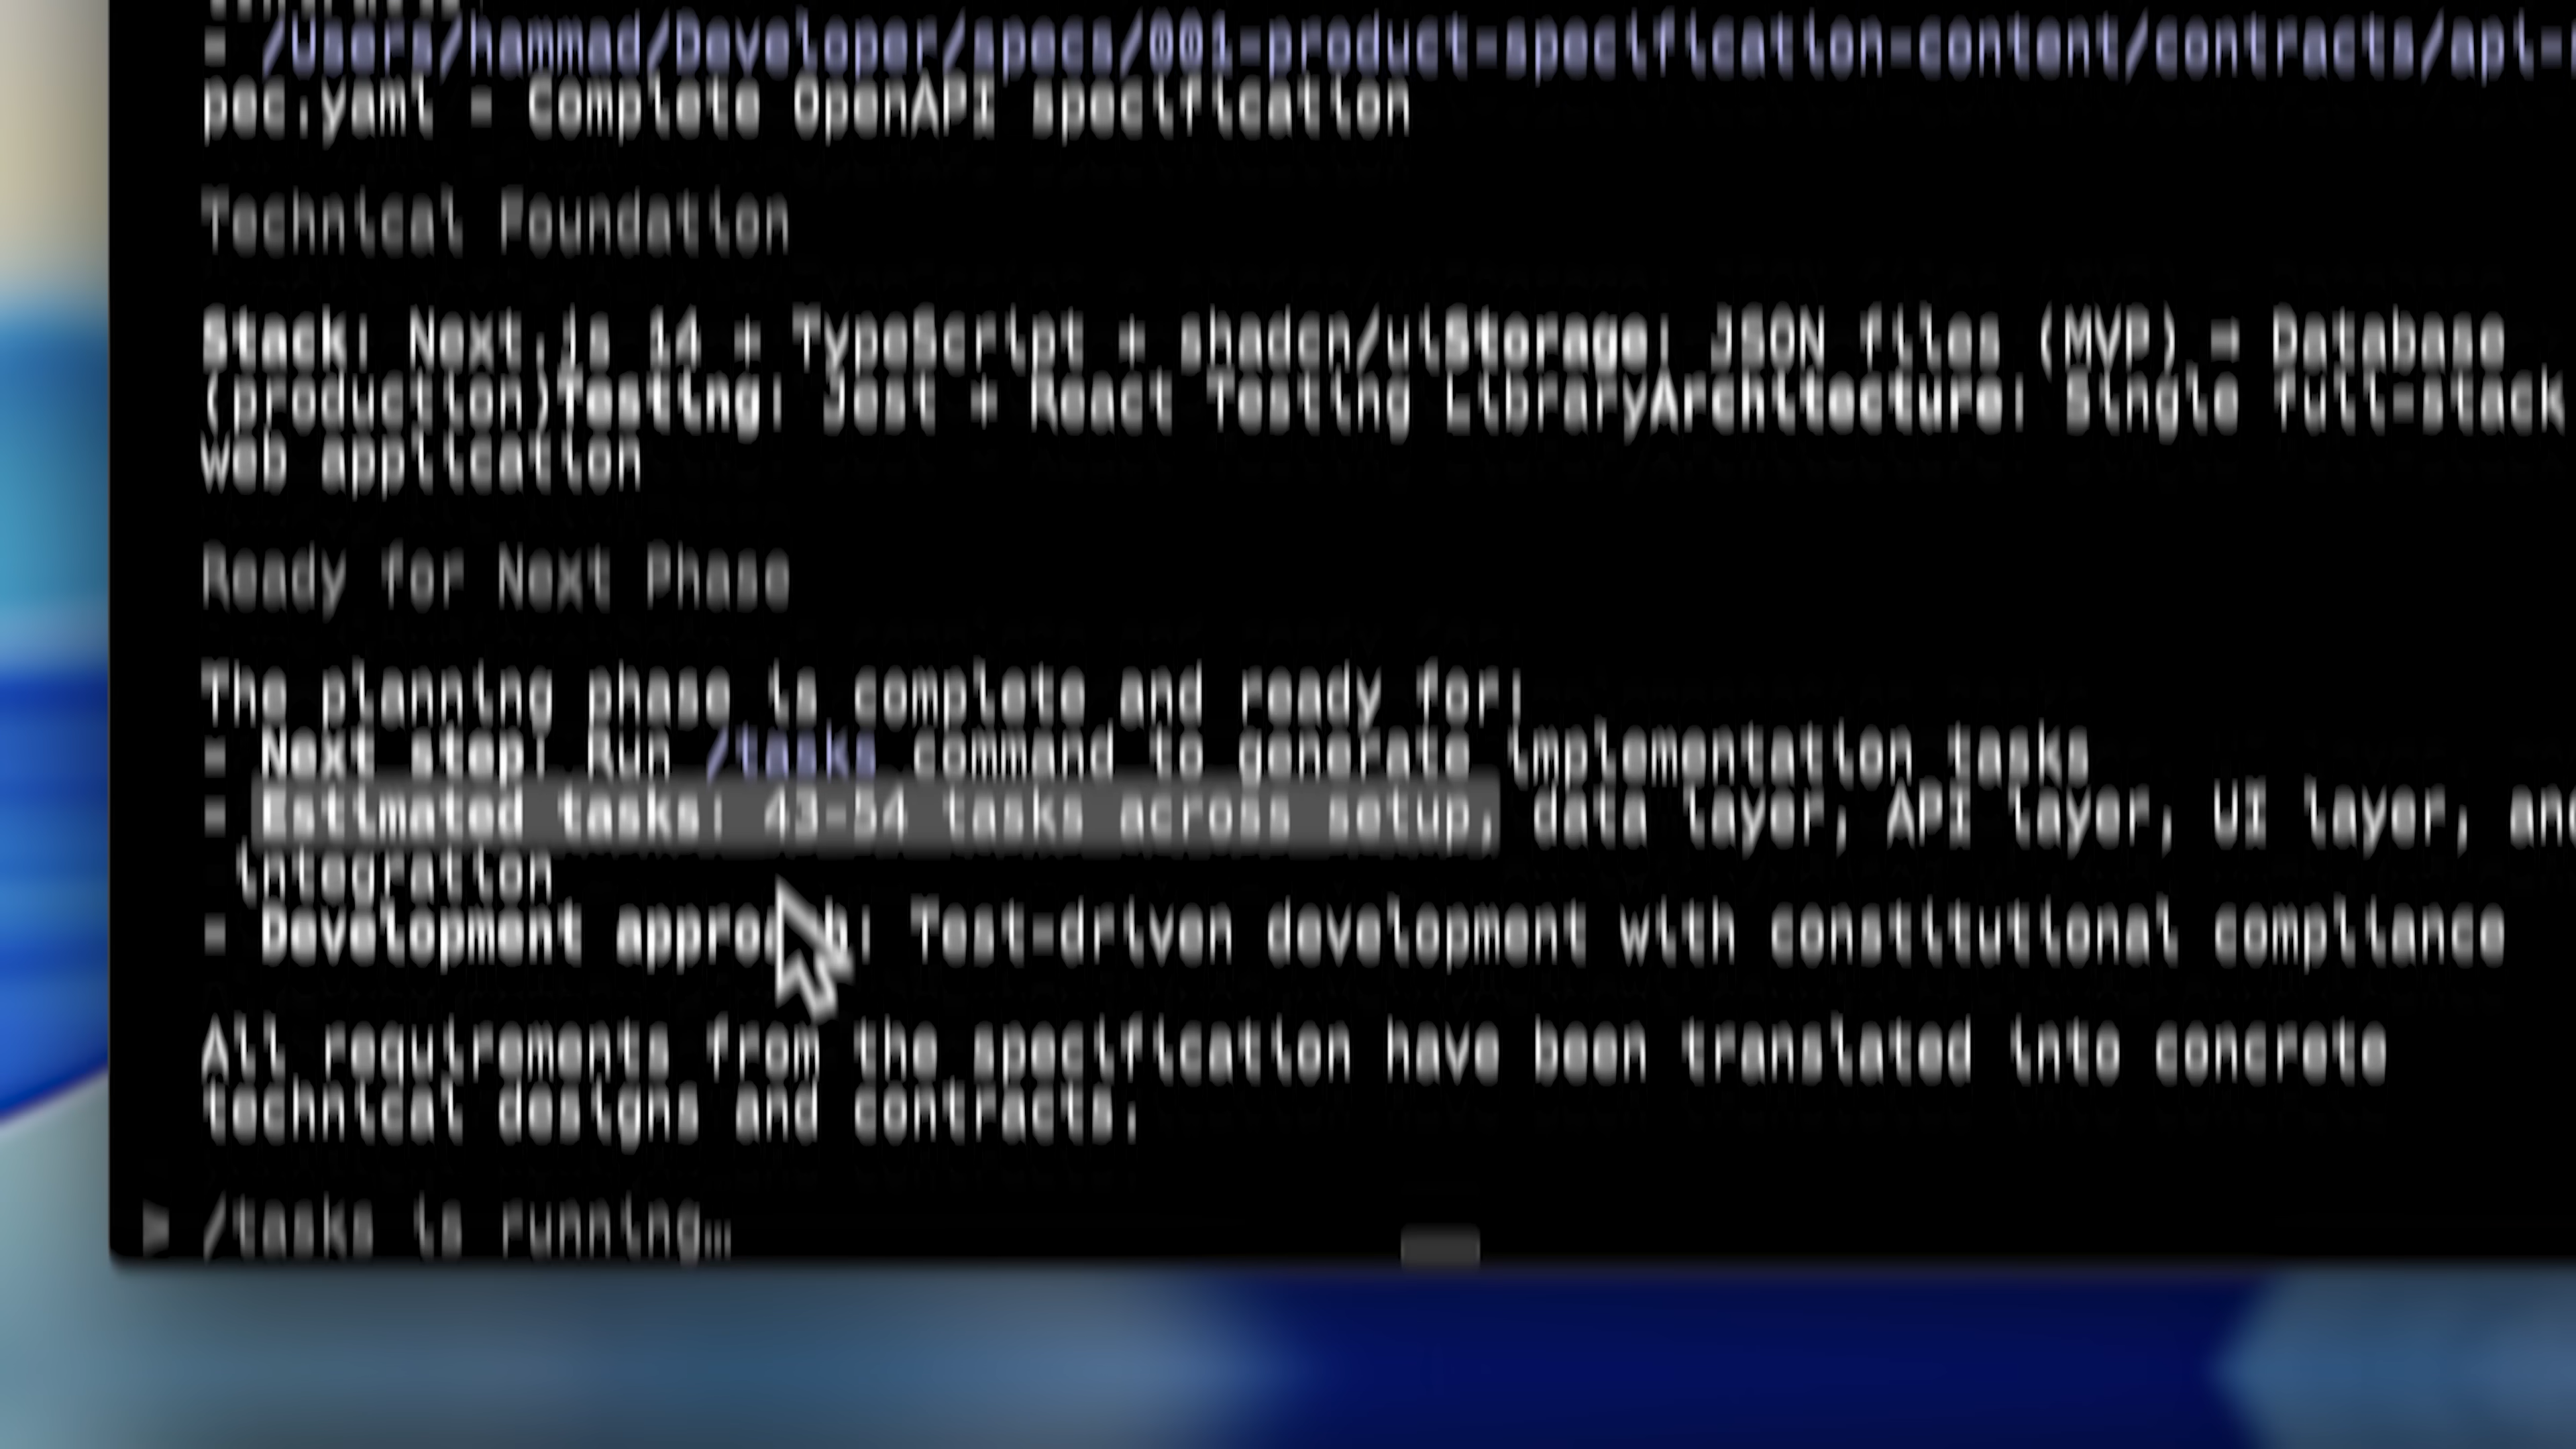 - /Users/hammad/Developer/specs/001-product-specification-content/contracts/api-
poc.yaml - Complete OpenAPI specification
Technical Foundation
Stack: Next.js 14 + TypeScript + shadcn/uiStorage: JSON files (MVP) → Database
(production)Testing: Jest + React Testing LibraryArchitecture: Single full-stack
web application
Ready for Next Phase
The planning phase is complete and ready for:
- Next step: Run /tasks command to generate implementation tasks
- Estimated tasks: 43-54 tasks across setup, data layer, API layer, UI layer, and
integration
- Development approach: Test-driven development with constitutional compliance
All requirements from the specification have been translated into concrete
technical designs and contracts.
> /tasks is running…